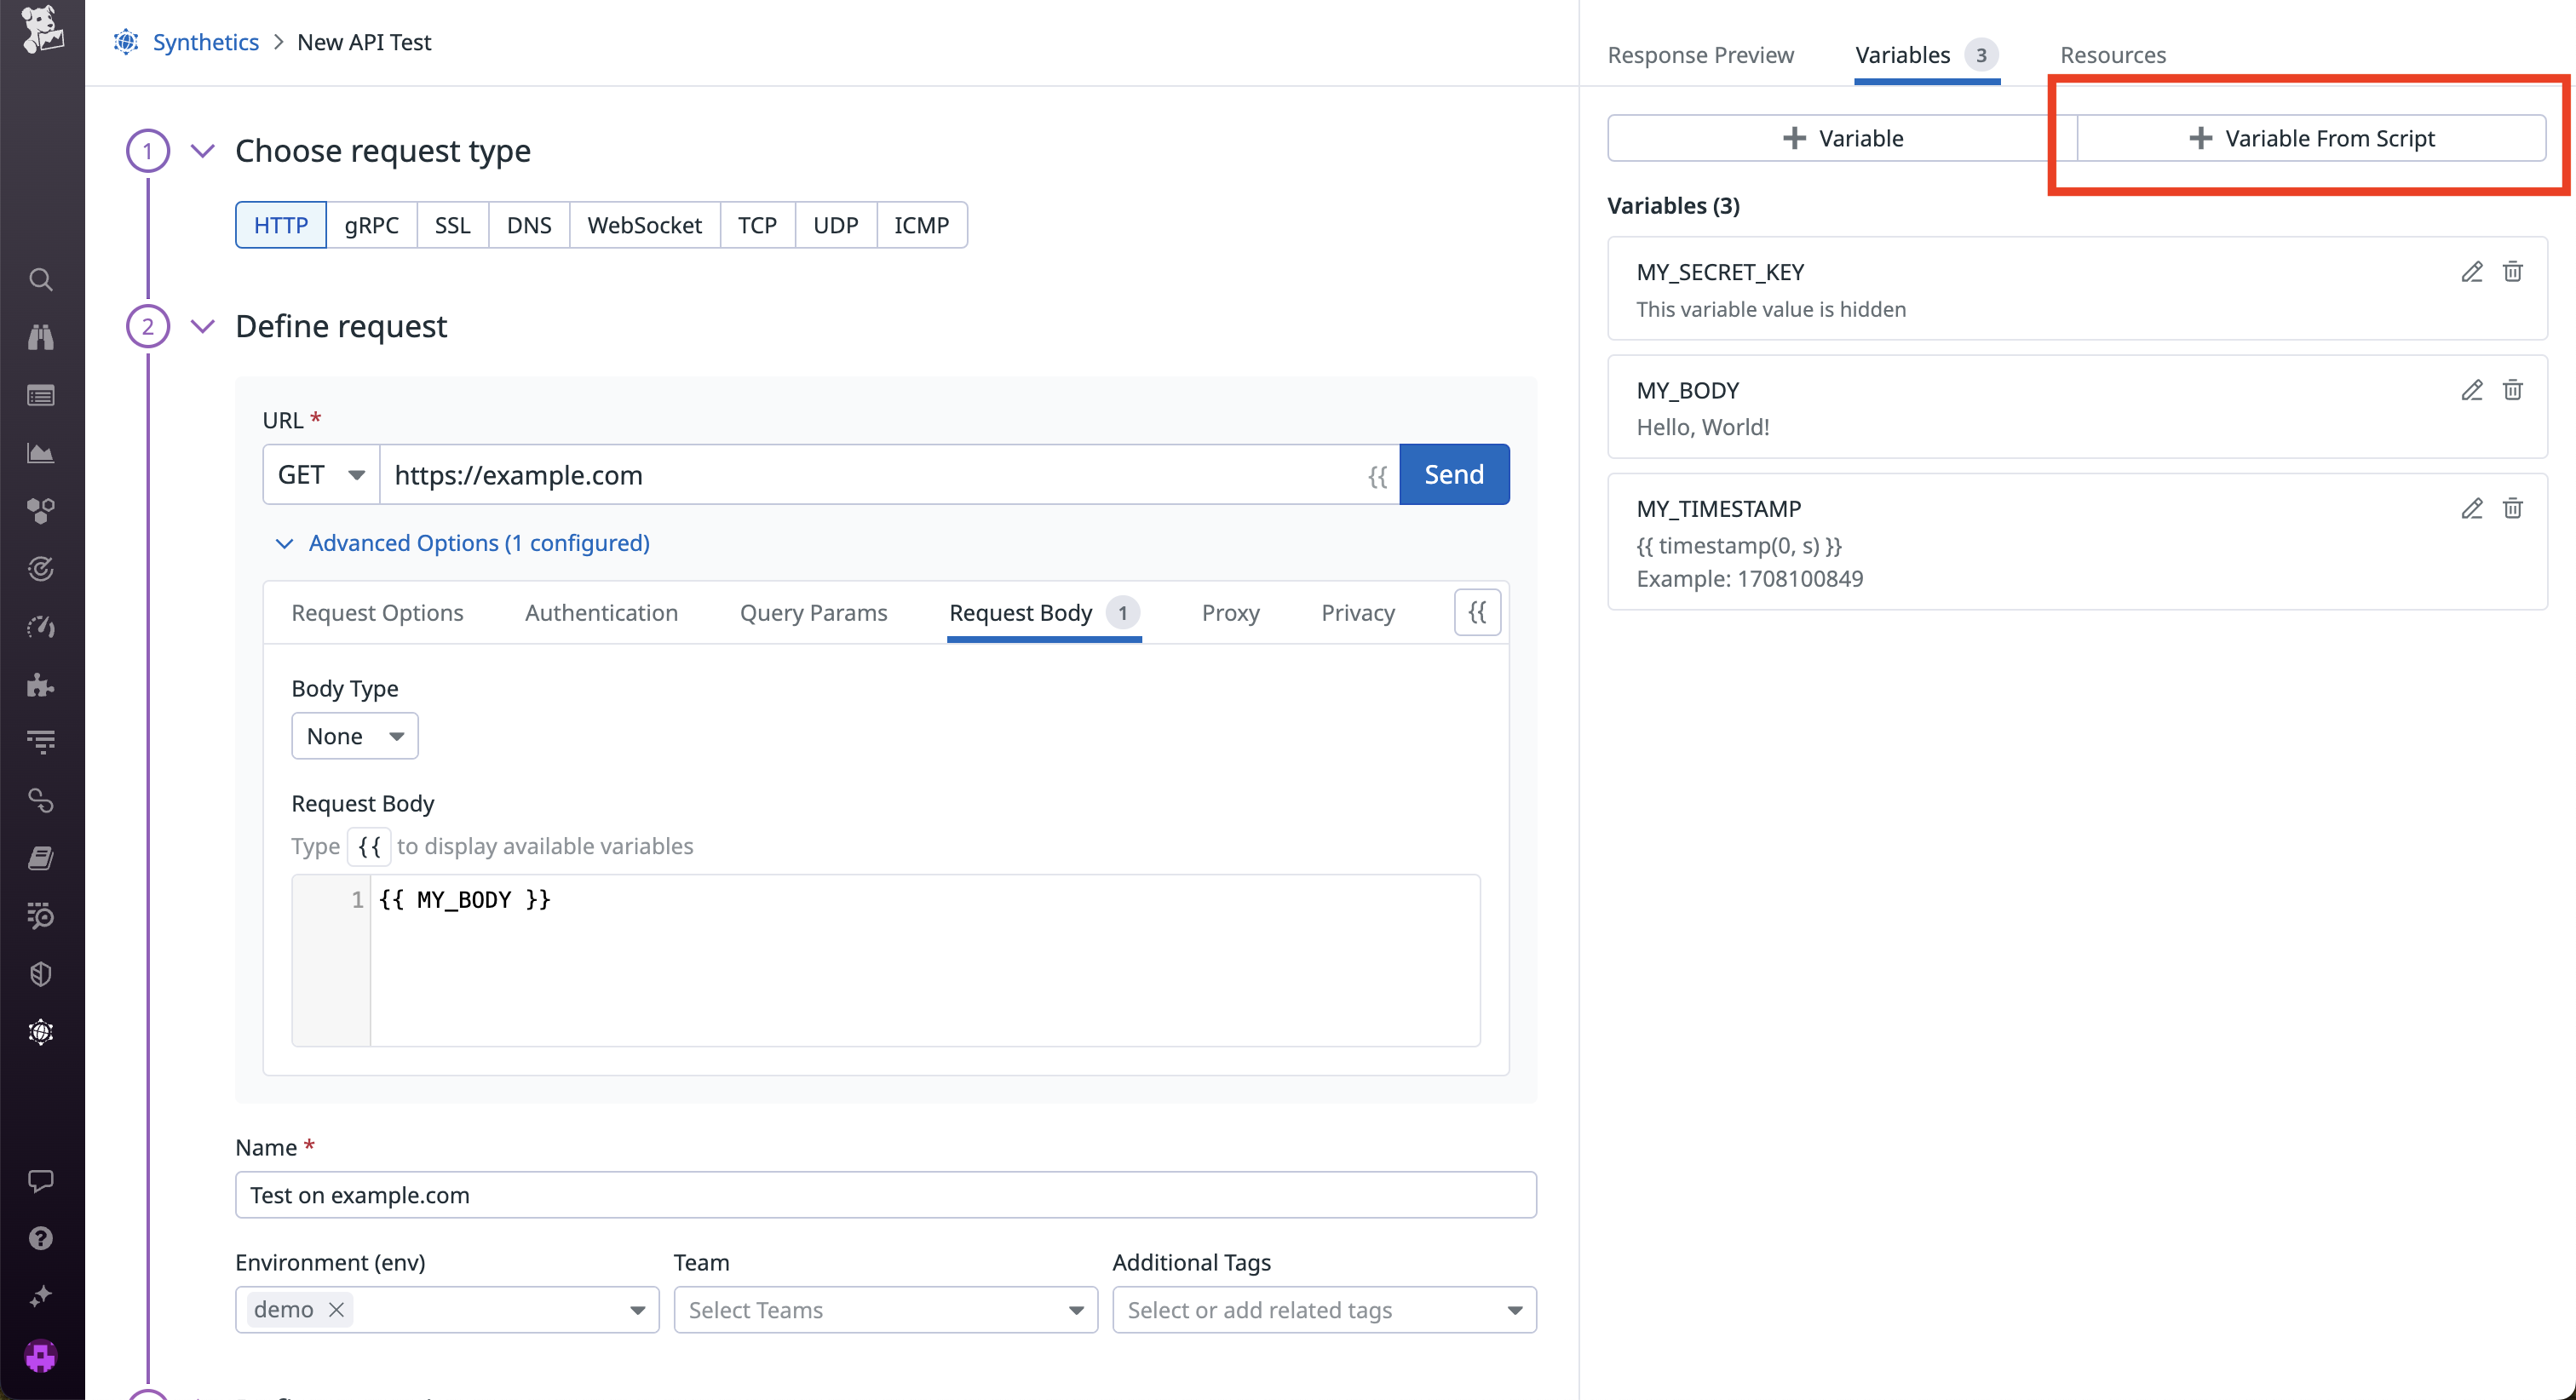 Synthetics > New API Test
Response Preview Variables 3 Resources
+ Variable + Variable From Script
1 Choose request type
HTTP gRPC SSL DNS WebSocket TCP UDP ICMP
2 Define request
URL *
GET https://example.com {{ Send
Advanced Options (1 configured)
Request Options Authentication Query Params Request Body 1 Proxy Privacy {{
Body Type
None
Request Body
Type {{ to display available variables
1 {{ MY_BODY }}
Name *
Test on example.com
Environment (env) Team Additional Tags
demo × Select Teams Select or add related tags
Variables (3)
MY_SECRET_KEY
This variable value is hidden
MY_BODY
Hello, World!
MY_TIMESTAMP
{{ timestamp(0, s) }}
Example: 1708100849